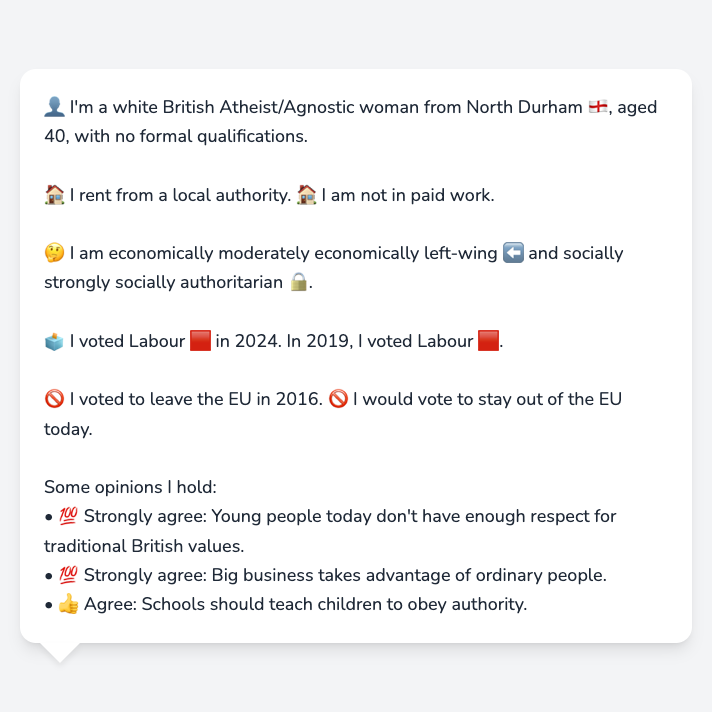 👤 I'm a white British Atheist/Agnostic woman from North Durham 🏴󠁧󠁢󠁥󠁮󠁧󠁿, aged
40, with no formal qualifications.
🏠 I rent from a local authority. 🏠 I am not in paid work.
🤔 I am economically moderately economically left-wing ⬅️ and socially
strongly socially authoritarian 🔒.
🗳️ I voted Labour 🟥 in 2024. In 2019, I voted Labour 🟥.
🚫 I voted to leave the EU in 2016. 🚫 I would vote to stay out of the EU
today.
Some opinions I hold:
• 💯 Strongly agree: Young people today don't have enough respect for
traditional British values.
• 💯 Strongly agree: Big business takes advantage of ordinary people.
• 👍 Agree: Schools should teach children to obey authority.